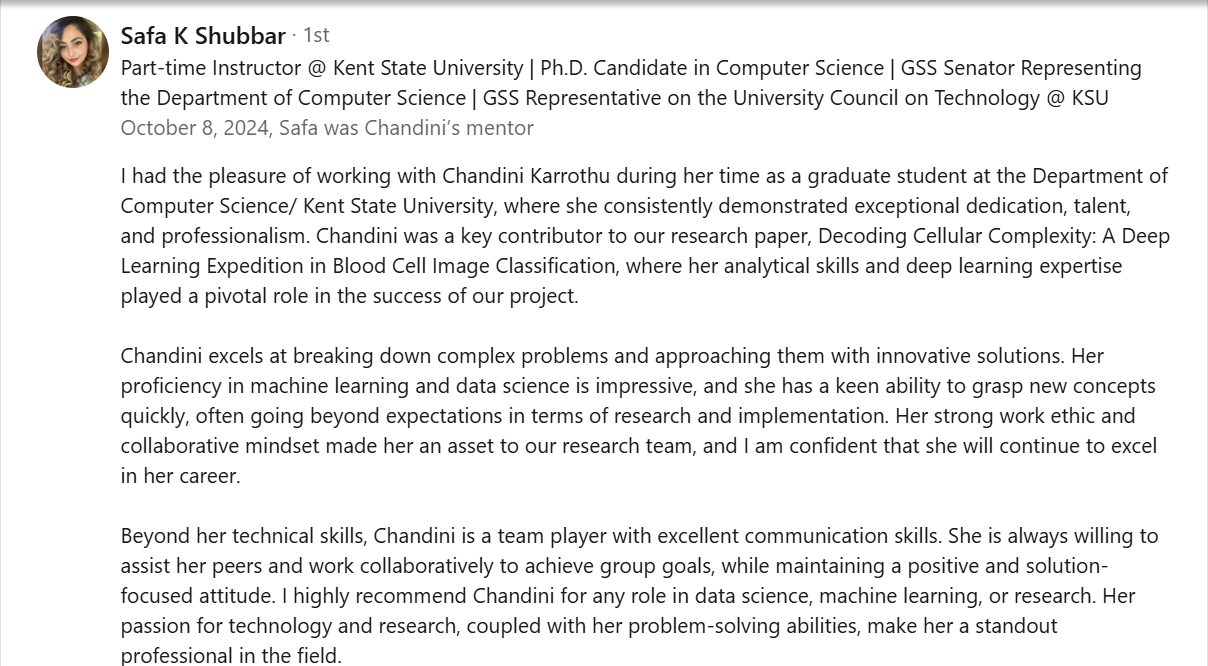 Safa K Shubbar · 1st
Part-time Instructor @ Kent State University | Ph.D. Candidate in Computer Science | GSS Senator Representing
the Department of Computer Science | GSS Representative on the University Council on Technology @ KSU
October 8, 2024, Safa was Chandini’s mentor
I had the pleasure of working with Chandini Karrothu during her time as a graduate student at the Department of
Computer Science/ Kent State University, where she consistently demonstrated exceptional dedication, talent,
and professionalism. Chandini was a key contributor to our research paper, Decoding Cellular Complexity: A Deep
Learning Expedition in Blood Cell Image Classification, where her analytical skills and deep learning expertise
played a pivotal role in the success of our project.
Chandini excels at breaking down complex problems and approaching them with innovative solutions. Her
proficiency in machine learning and data science is impressive, and she has a keen ability to grasp new concepts
quickly, often going beyond expectations in terms of research and implementation. Her strong work ethic and
collaborative mindset made her an asset to our research team, and I am confident that she will continue to excel
in her career.
Beyond her technical skills, Chandini is a team player with excellent communication skills. She is always willing to
assist her peers and work collaboratively to achieve group goals, while maintaining a positive and solution-
focused attitude. I highly recommend Chandini for any role in data science, machine learning, or research. Her
passion for technology and research, coupled with her problem-solving abilities, make her a standout
professional in the field.